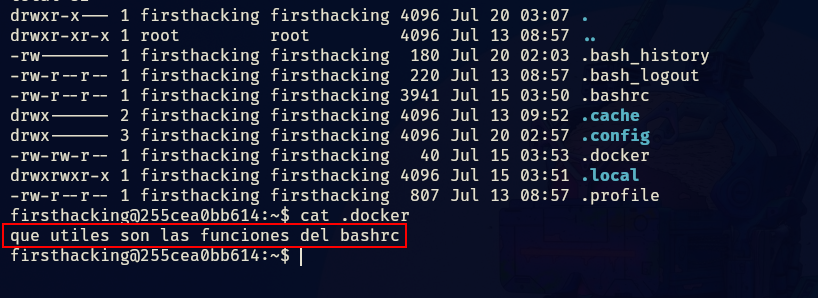 drwxr-x--- 1 firsthacking firsthacking 4096 Jul 20 03:07 .
drwxr-xr-x 1 root         root         4096 Jul 13 08:57 ..
-rw------- 1 firsthacking firsthacking  180 Jul 20 02:03 .bash_history
-rw-r--r-- 1 firsthacking firsthacking  220 Jul 13 08:57 .bash_logout
-rw-r--r-- 1 firsthacking firsthacking 3941 Jul 15 03:50 .bashrc
drwx------ 2 firsthacking firsthacking 4096 Jul 13 09:52 .cache
drwx------ 3 firsthacking firsthacking 4096 Jul 20 02:57 .config
-rw-rw-r-- 1 firsthacking firsthacking   40 Jul 15 03:53 .docker
drwxrwxr-x 1 firsthacking firsthacking 4096 Jul 15 03:51 .local
-rw-r--r-- 1 firsthacking firsthacking  807 Jul 13 08:57 .profile
firsthacking@255cea0bb614:~$ cat .docker
que utiles son las funciones del bashrc
firsthacking@255cea0bb614:~$